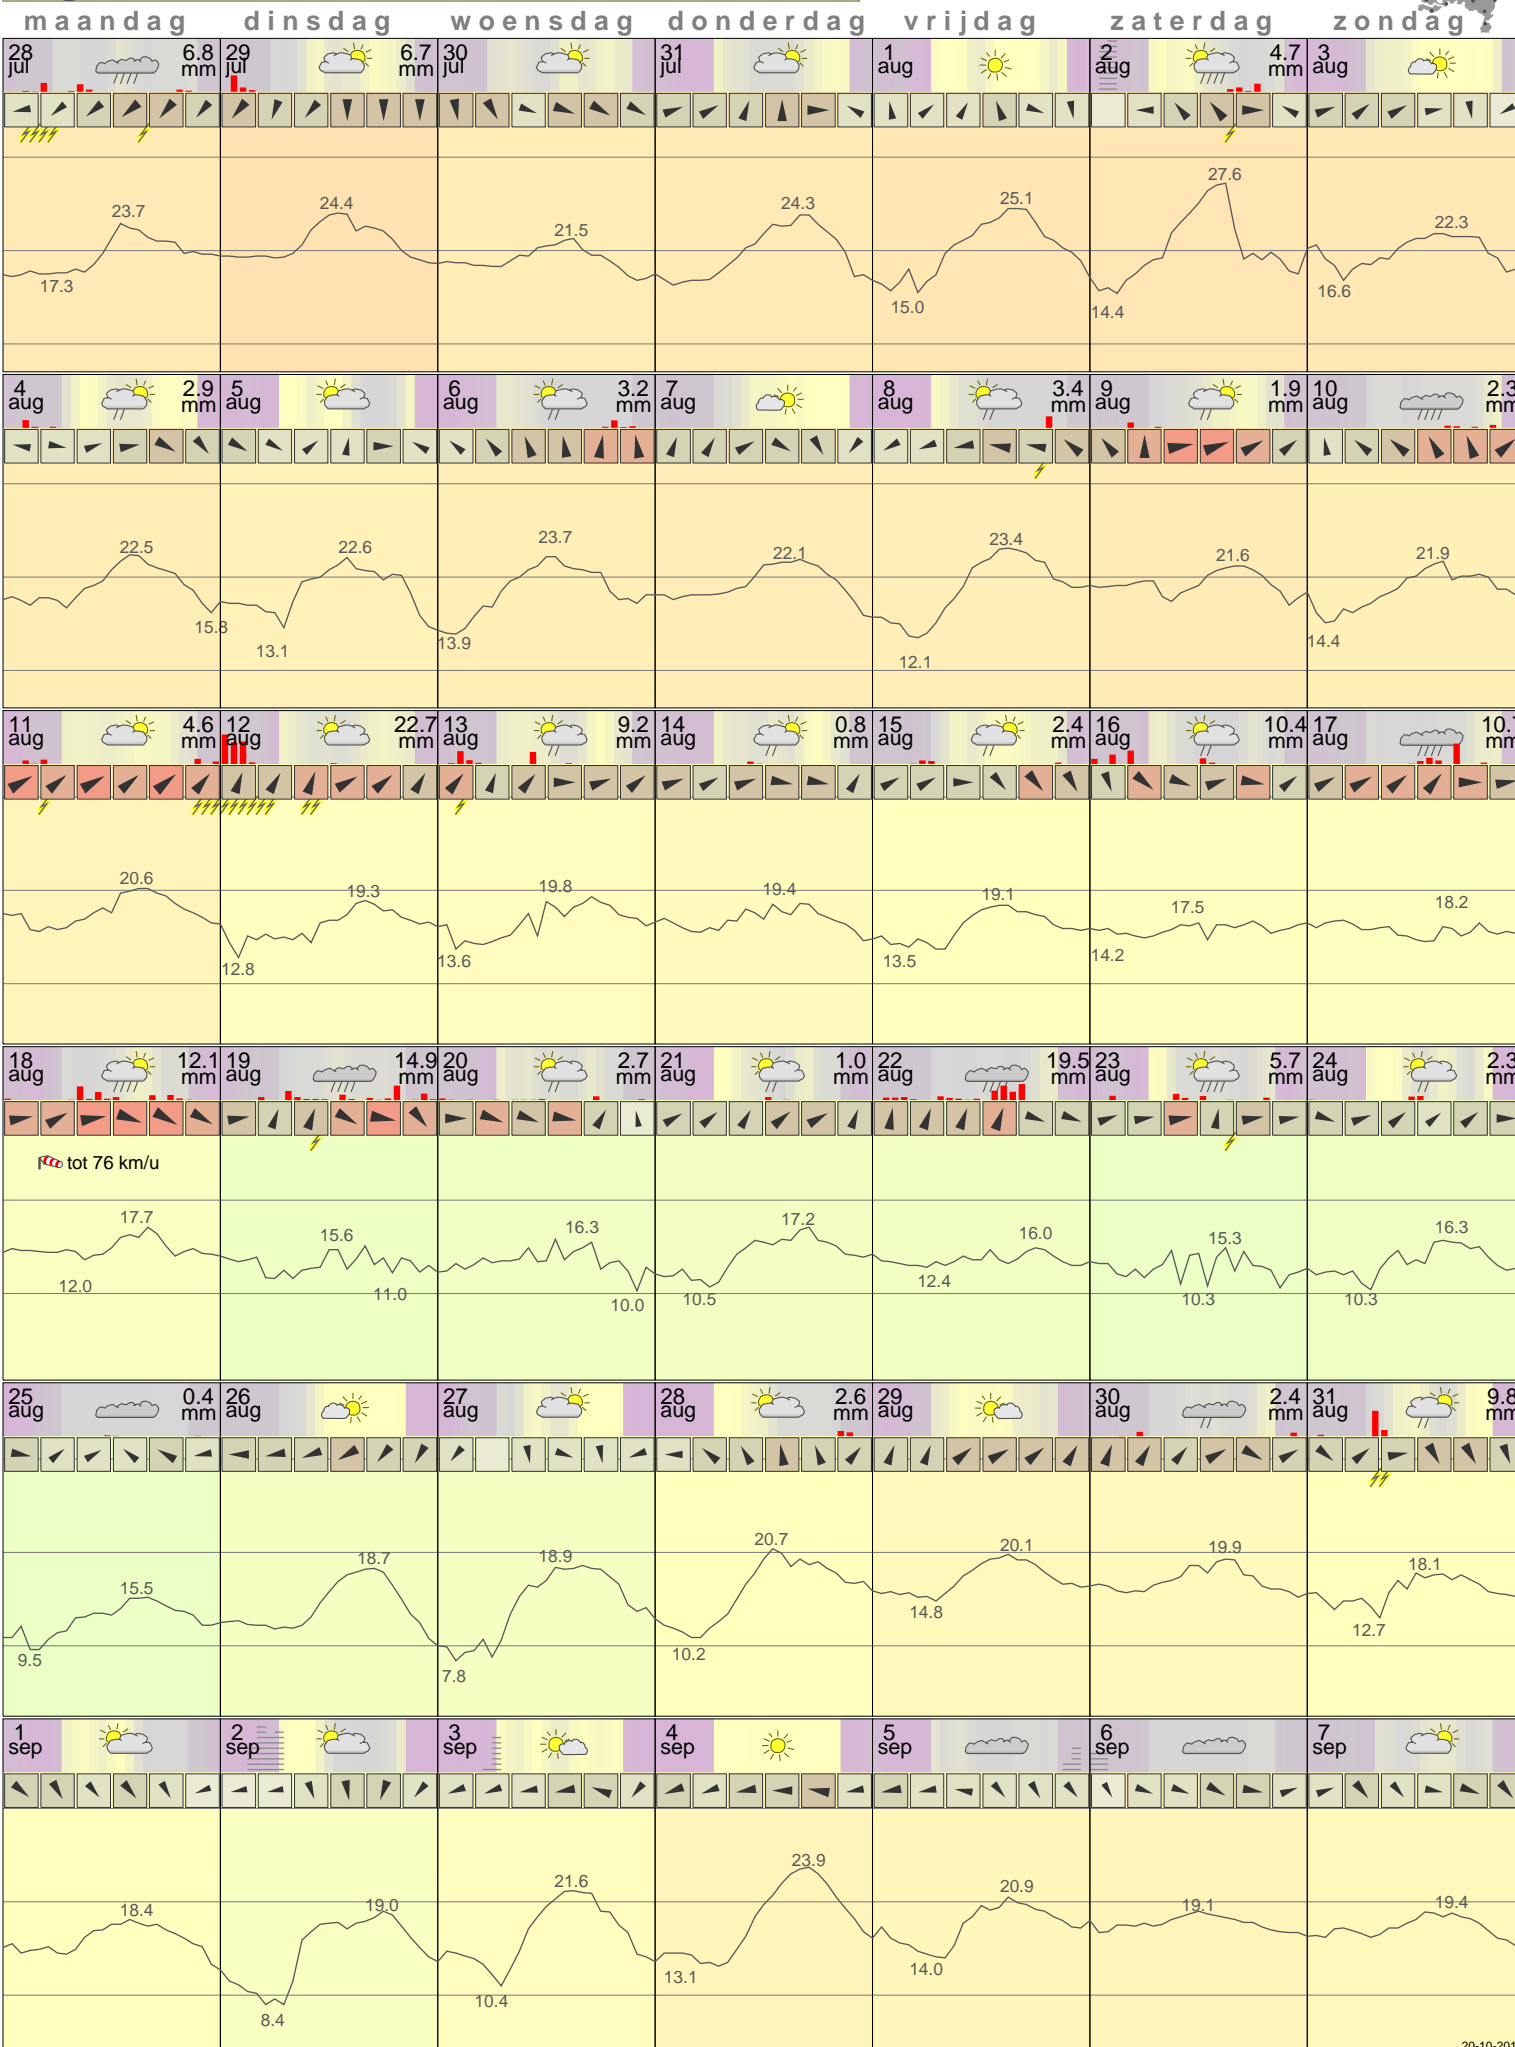 maandag dinsdag woensdag donderdag vrijdag zaterdag zondag
28 jul 6.8 mm 29 jul 6.7 mm 30 jul 31 jul 1 aug 2 aug 4.7 mm 3 aug
23.7 17.3 24.4 21.5 24.3 25.1 15.0 27.6 14.4 22.3 16.6
4 aug 2.9 mm 5 aug 6 aug 3.2 mm 7 aug 8 aug 3.4 mm 9 aug 1.9 mm 10 aug 2.3 mm
22.5 15.8 22.6 13.1 23.7 13.9 22.1 23.4 12.1 21.6 21.9 14.4
11 aug 4.6 mm 12 aug 22.7 mm 13 aug 9.2 mm 14 aug 0.8 mm 15 aug 2.4 mm 16 aug 10.4 mm 17 aug 10. mm
20.6 19.3 12.8 19.8 13.6 19.4 19.1 13.5 17.5 14.2 18.2
18 aug 12.1 mm 19 aug 14.9 mm 20 aug 2.7 mm 21 aug 1.0 mm 22 aug 19.5 mm 23 aug 5.7 mm 24 aug 2.3 mm
tot 76 km/u
17.7 12.0 15.6 11.0 16.3 10.0 17.2 10.5 16.0 12.4 15.3 10.3 16.3 10.3
25 aug 0.4 mm 26 aug 27 aug 28 aug 2.6 mm 29 aug 30 aug 2.4 mm 31 aug 9.8 mm
15.5 9.5 18.7 18.9 7.8 20.7 10.2 20.1 14.8 19.9 18.1 12.7
1 sep 2 sep 3 sep 4 sep 5 sep 6 sep 7 sep
18.4 19.0 8.4 21.6 10.4 23.9 13.1 20.9 14.0 19.1 19.4